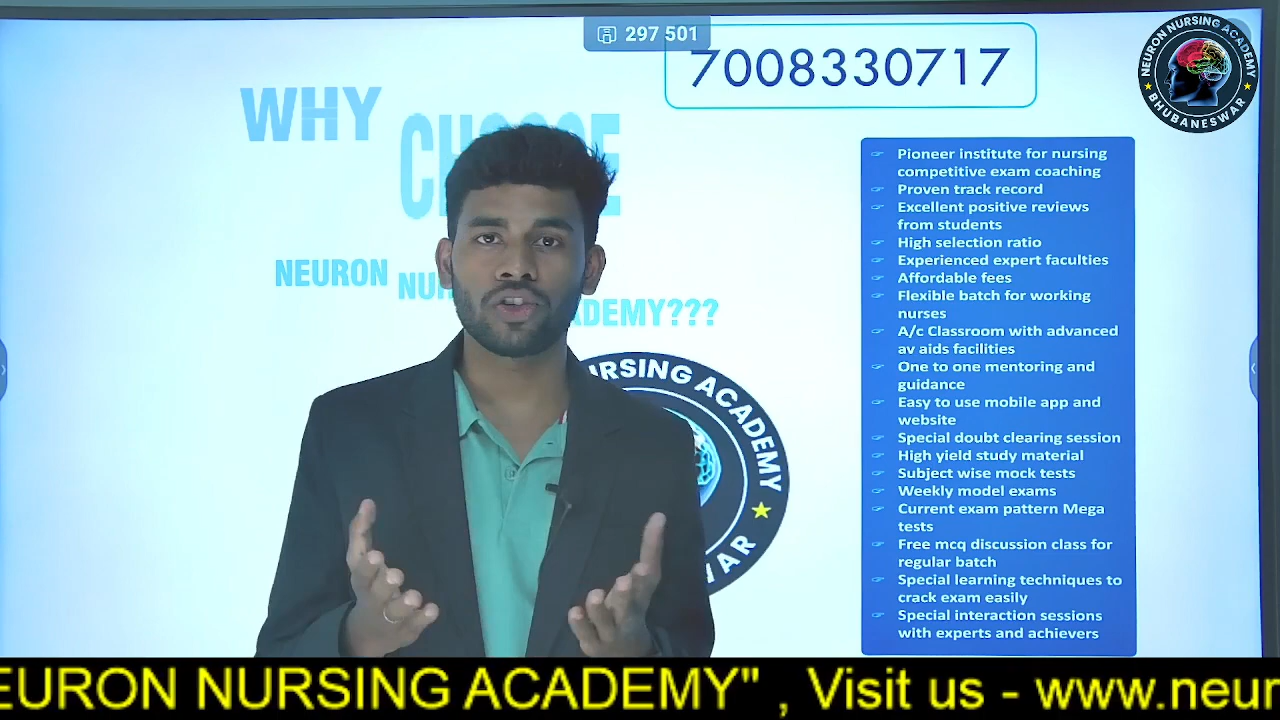 297 501
7008330717
NEURON NURSING ACADEMY
BHUBANESWAR
WHY
NEURON
Pioneer institute for nursing
competitive exam coaching
Proven track record
Excellent positive reviews
from students
High selection ratio
Experienced expert faculties
Affordable fees
Flexible batch for working
nurses
A/c Classroom with advanced
av aids facilities
One to one mentoring and
guidance
Easy to use mobile app and
website
Special doubt clearing session
High yield study material
Subject wise mock tests
Weekly model exams
Current exam pattern Mega
tests
Free mcq discussion class for
regular batch
Special learning techniques to
crack exam easily
Special interaction sessions
with experts and achievers
ACADEMY
EURON NURSING ACADEMY" , Visit us - www.neur